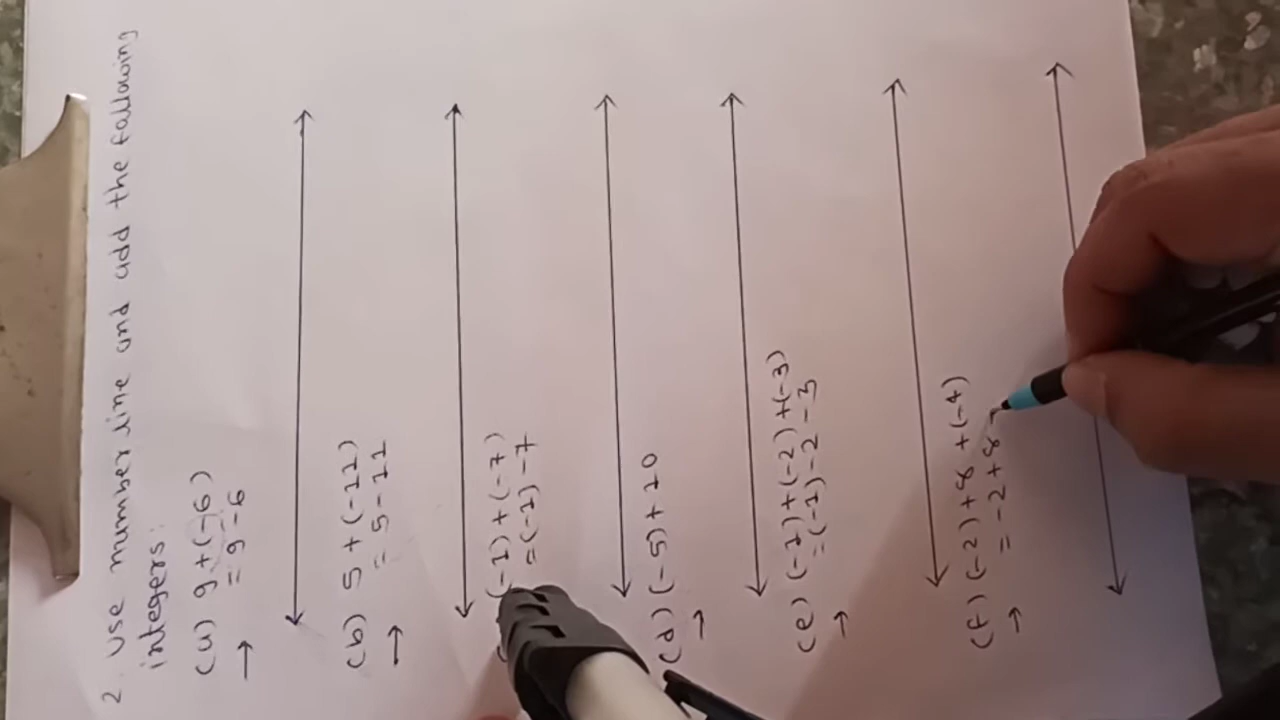 2. Use number line and add the following
integers:
(a) 9 + (-6)
→ = 9 - 6
(b) 5 + (-11)
→ = 5 - 11
(-1) + (-7)
= (-1) - 7
(d) (-5) + 10
→
(e) (-1) + (-2) + (-3)
→ = (-1) - 2 - 3
(f) (-2) + 8 + (-4)
→ = -2 + 8 -